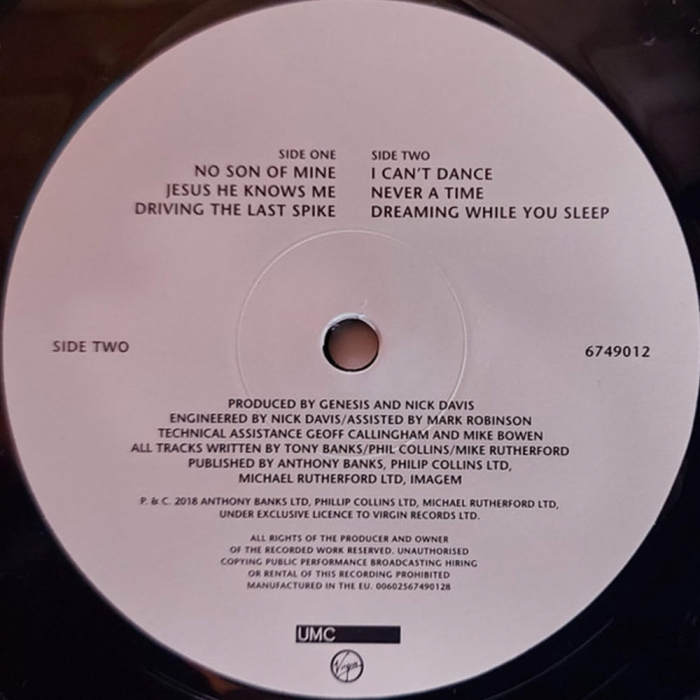 SIDE ONE
NO SON OF MINE
JESUS HE KNOWS ME
DRIVING THE LAST SPIKE
SIDE TWO
I CAN'T DANCE
NEVER A TIME
DREAMING WHILE YOU SLEEP
SIDE TWO
6749012
PRODUCED BY GENESIS AND NICK DAVIS
ENGINEERED BY NICK DAVIS/ASSISTED BY MARK ROBINSON
TECHNICAL ASSISTANCE GEOFF CALLINGHAM AND MIKE BOWEN
ALL TRACKS WRITTEN BY TONY BANKS/PHIL COLLINS/MIKE RUTHERFORD
PUBLISHED BY ANTHONY BANKS, PHILIP COLLINS LTD,
MICHAEL RUTHERFORD LTD, IMAGEM
P. & C. 2018 ANTHONY BANKS LTD, PHILLIP COLLINS LTD, MICHAEL RUTHERFORD LTD,
UNDER EXCLUSIVE LICENCE TO VIRGIN RECORDS LTD.
ALL RIGHTS OF THE PRODUCER AND OWNER
OF THE RECORDED WORK RESERVED. UNAUTHORISED
COPYING PUBLIC PERFORMANCE BROADCASTING HIRING
OR RENTAL OF THIS RECORDING PROHIBITED
MANUFACTURED IN THE EU. 00602567490128
UMC
Virgin